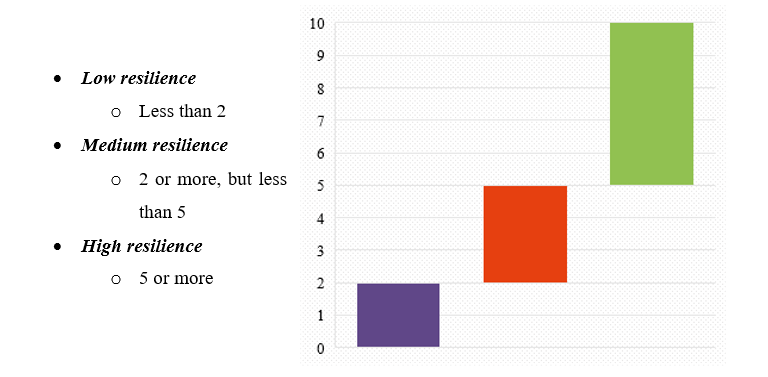 • Low resilience
o Less than 2
• Medium resilience
o 2 or more, but less
than 5
• High resilience
o 5 or more
10
9
8
7
6
5
4
3
2
1
0